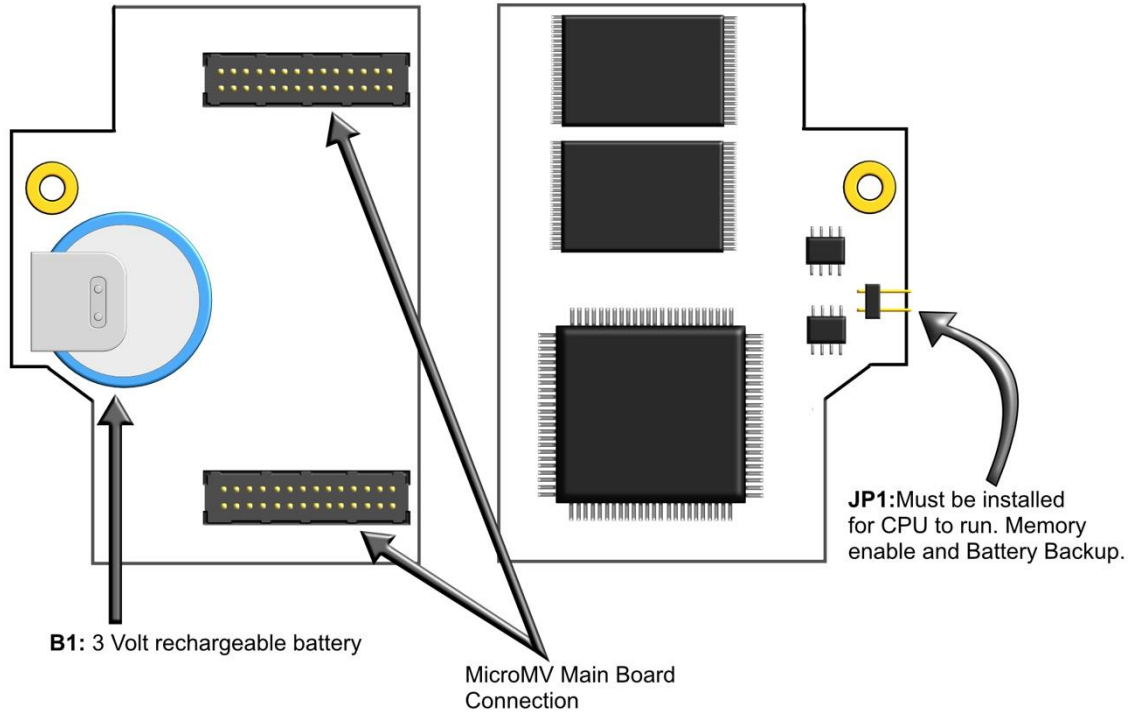 JP1:Must be installed
for CPU to run. Memory
enable and Battery Backup.
B1: 3 Volt rechargeable battery
MicroMV Main Board
Connection